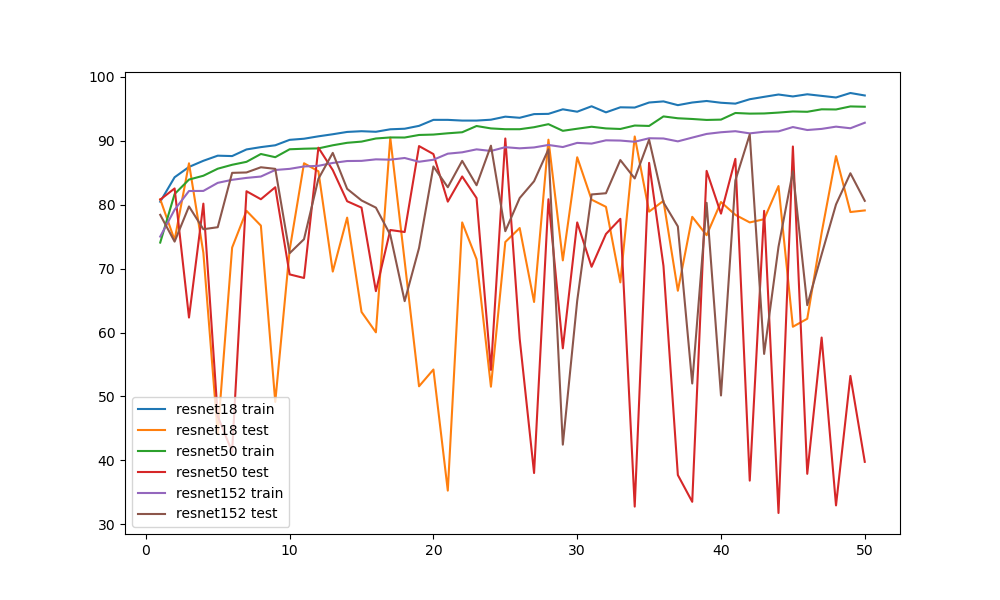 100
90
80
70
60
50
40
30
resnet18 train
resnet18 test
resnet50 train
resnet50 test
resnet152 train
resnet152 test
0 10 20 30 40 50